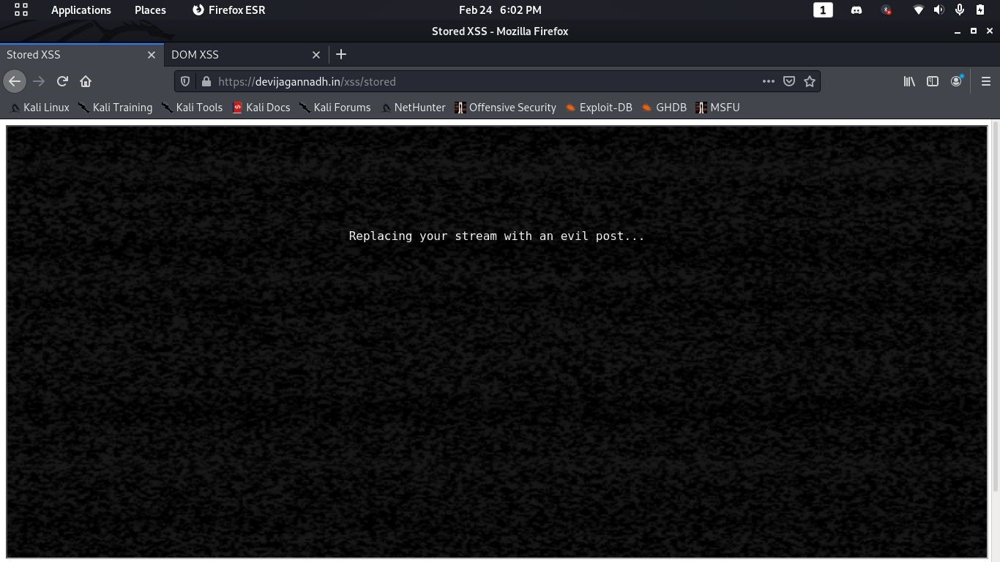 Applications Places Firefox ESR Feb 24 6:02 PM 1
Stored XSS - Mozilla Firefox
Stored XSS DOM XSS
https://devijagannadh.in/xss/stored
Kali Linux Kali Training Kali Tools Kali Docs Kali Forums NetHunter Offensive Security Exploit-DB GHDB MSFU
Replacing your stream with an evil post...